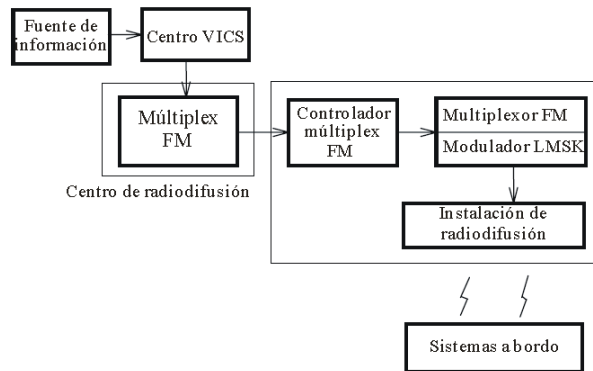 Fuente de
información
Centro VICS
Múltiplex
FM
Centro de radiodifusión
Controlador
múltiplex
FM
Multiplexor FM
Modulador LMSK
Instalación de
radiodifusión
Sistemas a bordo